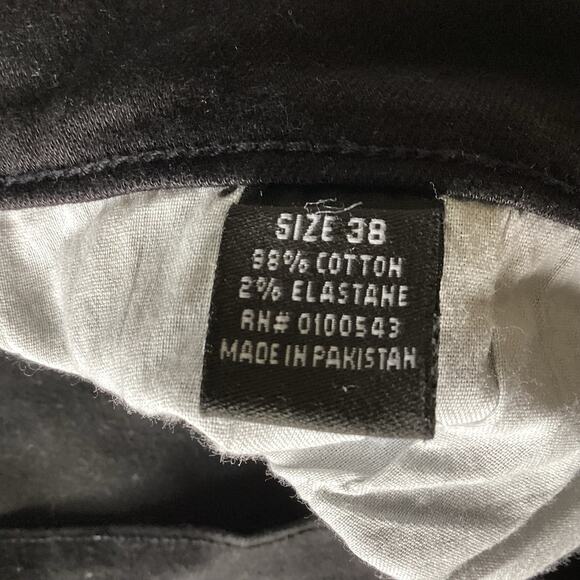 SIZE 38
98% COTTON
2% ELASTANE
RN# 0100543
MADE IN PAKISTAN